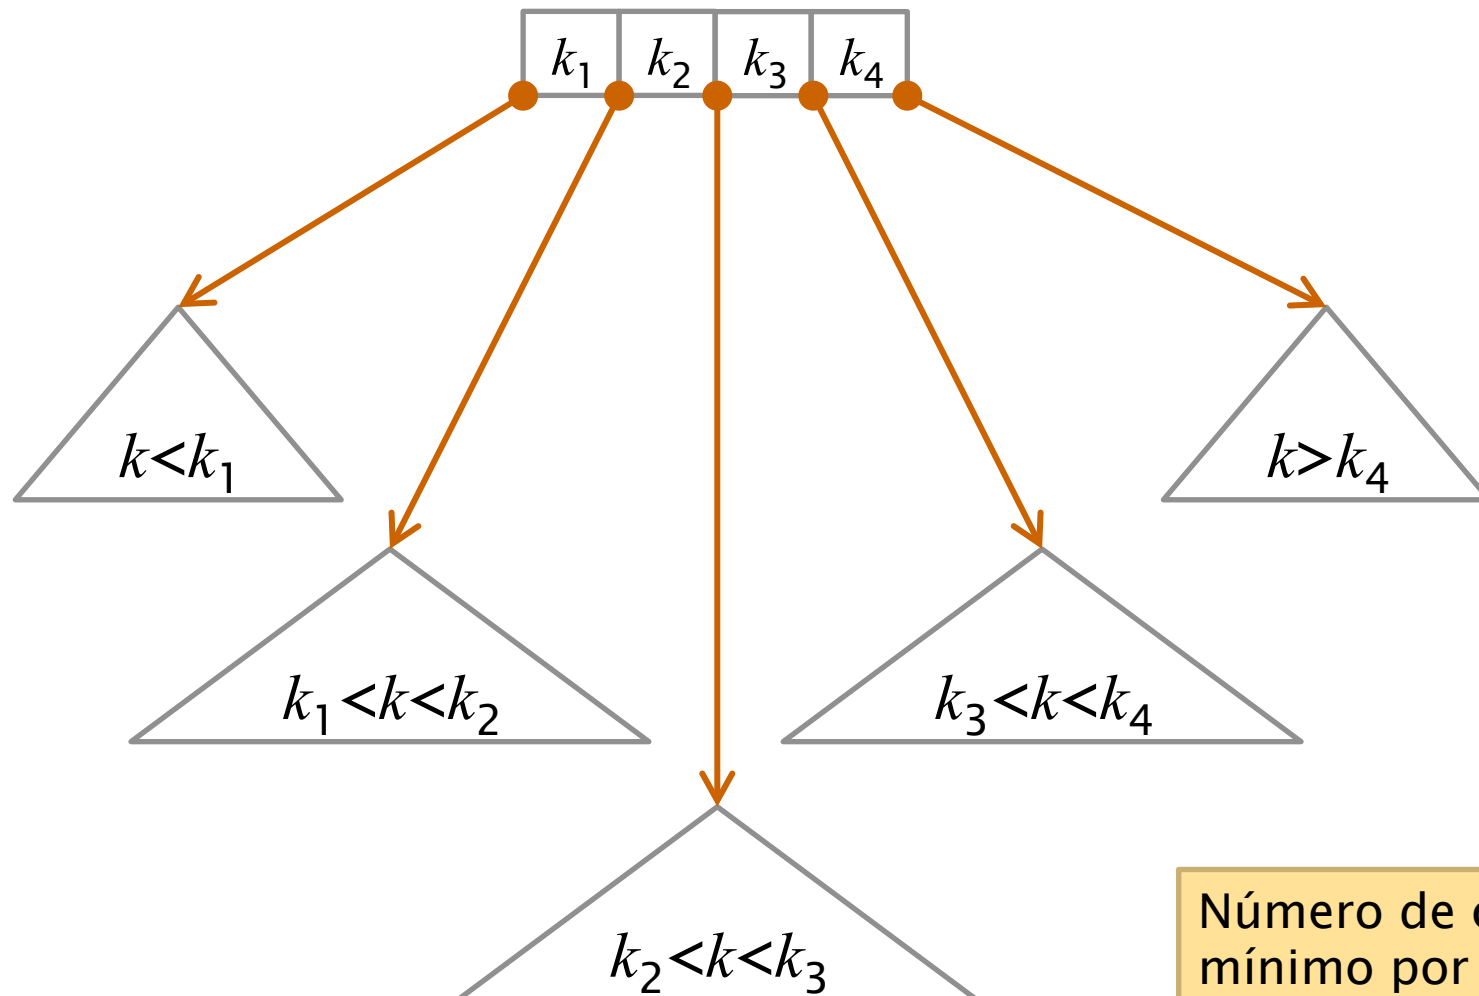 k₁ k₂ k₃ k₄
k<k₁
k>k₄
k₁<k<k₂
k₃<k<k₄
k₂<k<k₃
Número de
mínimo por